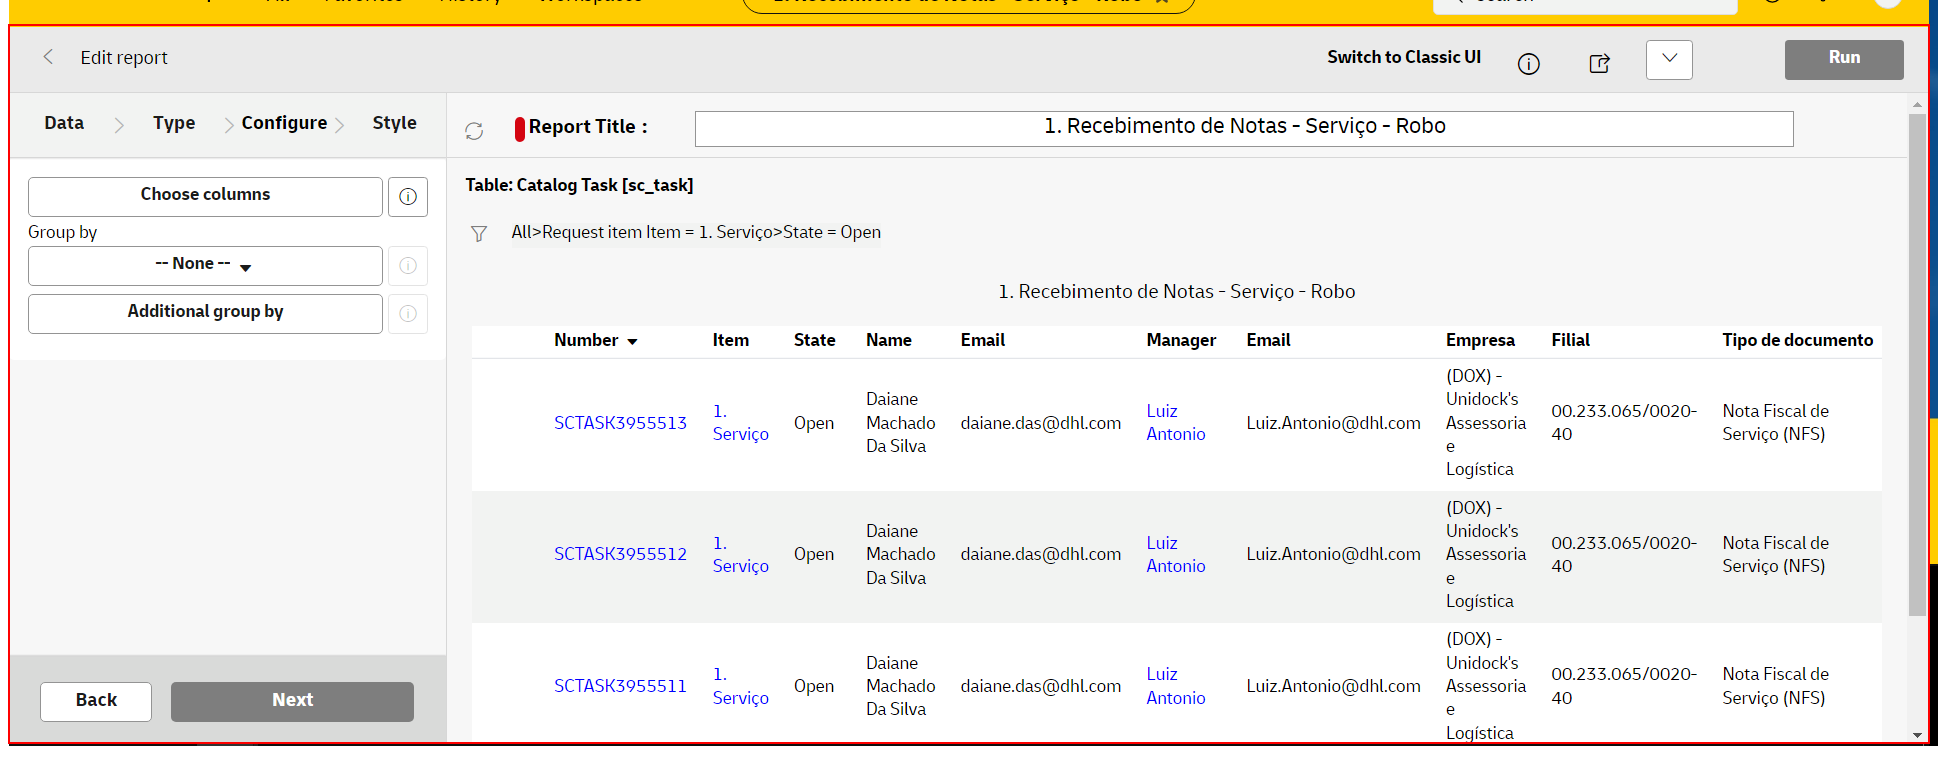 Edit report
Switch to Classic UI
Run
Data
Type
Configure
Style
Report Title :
1. Recebimento de Notas - Serviço - Robo
Choose columns
Group by
-- None --
Additional group by
Back
Next
Table: Catalog Task [sc_task]
All>Request item Item = 1. Serviço>State = Open
1. Recebimento de Notas - Serviço - Robo
Number Item State Name Email Manager Email Empresa Filial Tipo de documento
SCTASK3955513
1.
Serviço
Open
Daiane
Machado
Da Silva
daiane.das@dhl.com
Luiz
Antonio
Luiz.Antonio@dhl.com
(DOX) -
Unidock's
Assessoria
e
Logística
00.233.065/0020-
40
Nota Fiscal de
Serviço (NFS)
SCTASK3955512
1.
Serviço
Open
Daiane
Machado
Da Silva
daiane.das@dhl.com
Luiz
Antonio
Luiz.Antonio@dhl.com
(DOX) -
Unidock's
Assessoria
e
Logística
00.233.065/0020-
40
Nota Fiscal de
Serviço (NFS)
SCTASK3955511
1.
Serviço
Open
Daiane
Machado
Da Silva
daiane.das@dhl.com
Luiz
Antonio
Luiz.Antonio@dhl.com
(DOX) -
Unidock's
Assessoria
e
Logística
00.233.065/0020-
40
Nota Fiscal de
Serviço (NFS)